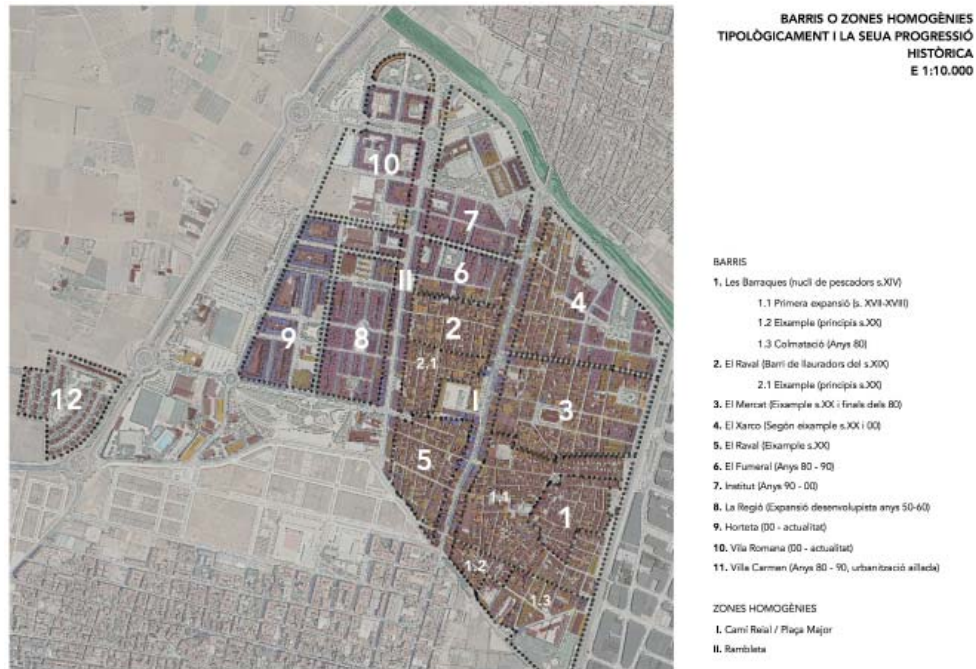 BARRIS O ZONES HOMOGÈNIES
TIPOLÒGICAMENT I LA SEUA PROGRESSIÓ
HISTÒRICA
E 1:10.000
10
7
II
6
4
9
8
2
2.1
12
I
3
5
1.1
1
1.2
1.3
BARRIS
1. Les Barraques (nucli de pescadors s.XIV)
1.1 Primera expansió (s. XVII-XVIII)
1.2 Eixample (principis s.XX)
1.3 Colmatació (Anys 80)
2. El Raval (Barri de llauradors del s.XIX)
2.1 Eixample (principis s.XX)
3. El Mercat (Eixample s.XX i finals dels 80)
4. El Xarco (Segón eixample s.XX i 00)
5. El Raval (Eixample s.XX)
6. El Fumeral (Anys 80 - 90)
7. Institut (Anys 90 - 00)
8. La Regió (Expansió desenvolupista anys 50-60)
9. Horteta (00 - actualitat)
10. Vila Romana (00 - actualitat)
11. Villa Carmen (Anys 80 - 90, urbanització aïllada)
ZONES HOMOGÈNIES
I. Camí Reial / Plaça Major
II. Rambleta